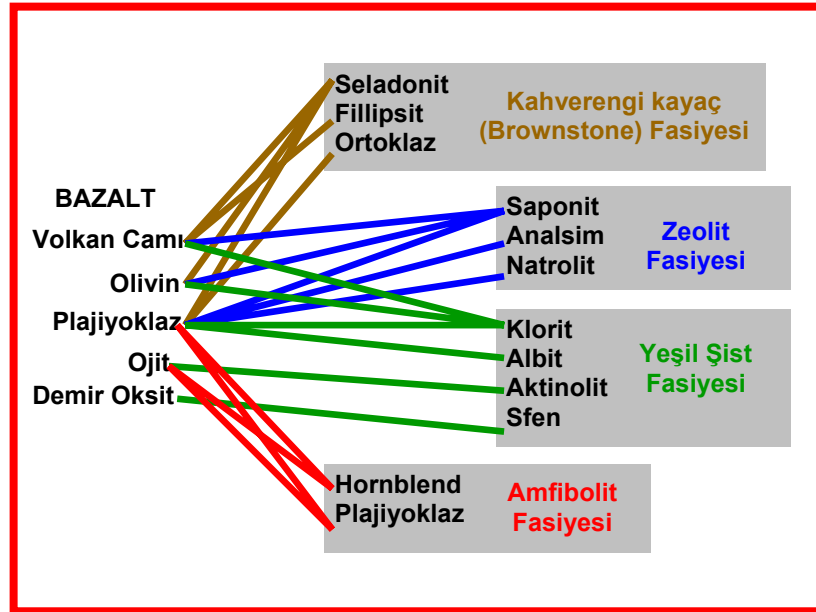 Seladonit
Fillipsit
Ortoklaz
Kahverengi kayaç
(Brownstone) Fasiyesi
BAZALT
Volkan Camı
Olivin
Plajiyoklaz
Ojit
Demir Oksit
Saponit
Analsim
Natrolit
Zeolit
Fasiyesi
Klorit
Albit
Aktinolit
Sfen
Yeşil Şist
Fasiyesi
Hornblend
Plajiyoklaz
Amfibolit
Fasiyesi